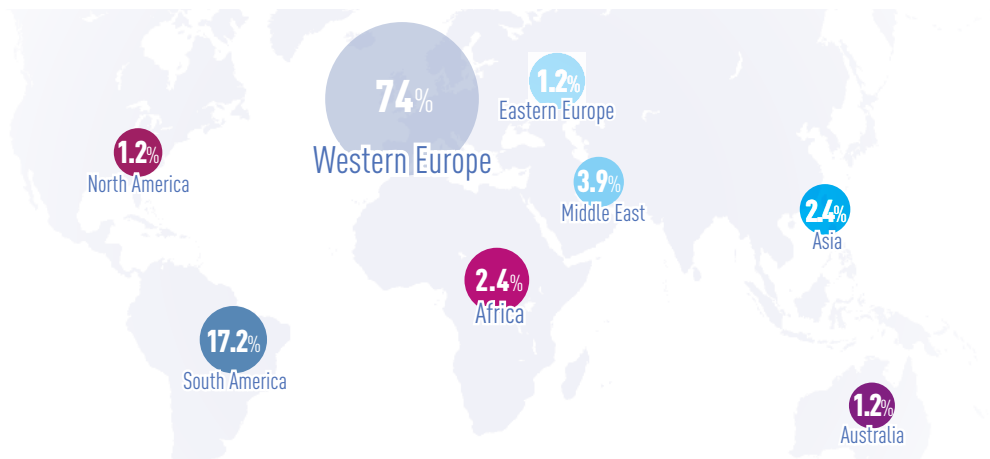 74%
Western Europe
1.2%
Eastern Europe
1.2%
North America
3.9%
Middle East
2.4%
Asia
2.4%
Africa
17.2%
South America
1.2%
Australia